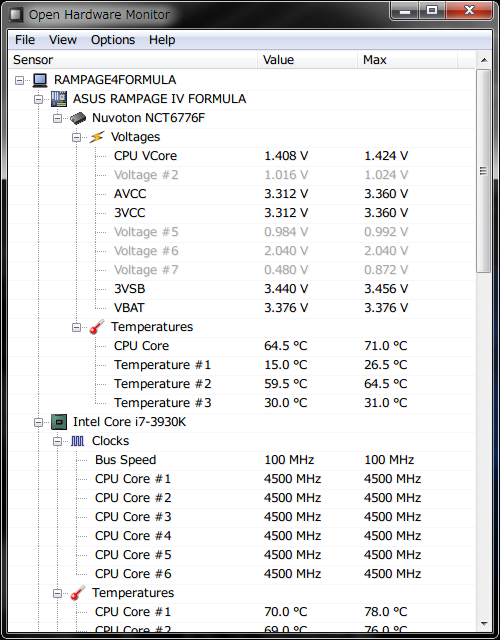 Open Hardware Monitor
File View Options Help
Sensor Value Max
RAMPAGE4FORMULA
ASUS RAMPAGE IV FORMULA
Nuvoton NCT6776F
Voltages
CPU VCore 1.408 V 1.424 V
Voltage #2 1.016 V 1.024 V
AVCC 3.312 V 3.360 V
3VCC 3.312 V 3.360 V
Voltage #5 0.984 V 0.992 V
Voltage #6 2.040 V 2.040 V
Voltage #7 0.480 V 0.872 V
3VSB 3.440 V 3.456 V
VBAT 3.376 V 3.376 V
Temperatures
CPU Core 64.5 °C 71.0 °C
Temperature #1 15.0 °C 26.5 °C
Temperature #2 59.5 °C 64.5 °C
Temperature #3 30.0 °C 31.0 °C
Intel Core i7-3930K
Clocks
Bus Speed 100 MHz 100 MHz
CPU Core #1 4500 MHz 4500 MHz
CPU Core #2 4500 MHz 4500 MHz
CPU Core #3 4500 MHz 4500 MHz
CPU Core #4 4500 MHz 4500 MHz
CPU Core #5 4500 MHz 4500 MHz
CPU Core #6 4500 MHz 4500 MHz
Temperatures
CPU Core #1 70.0 °C 78.0 °C
CPU Core #2 69.0 °C 76.0 °C